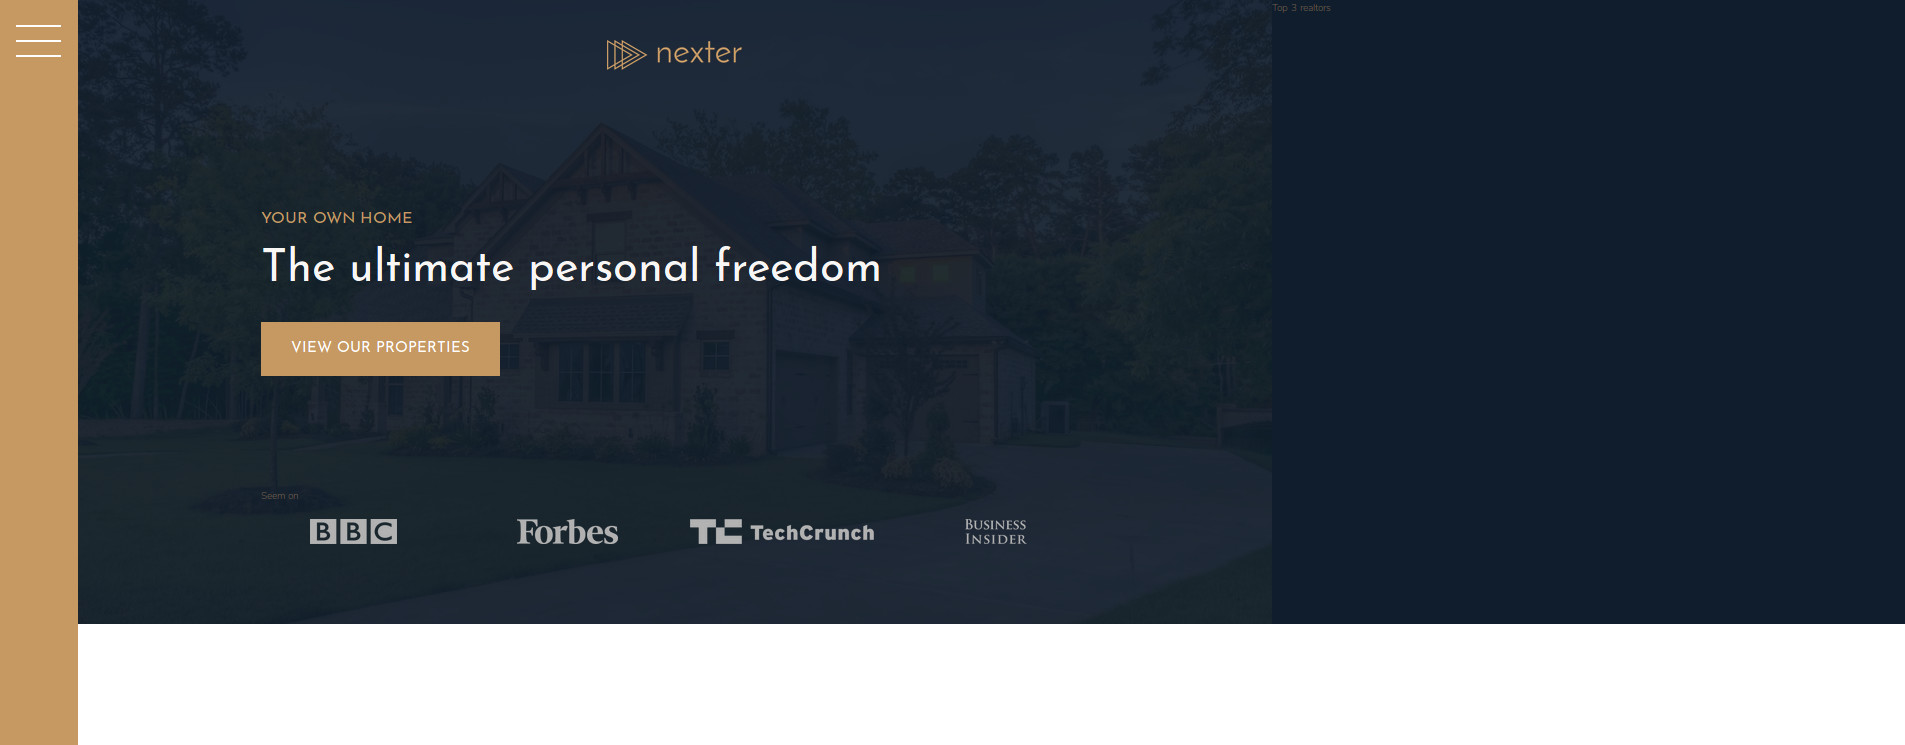 nexter
Top 3 realtors
YOUR OWN HOME
The ultimate personal freedom
VIEW OUR PROPERTIES
Seem on
BBC
Forbes
TC TechCrunch
BUSINESS
INSIDER